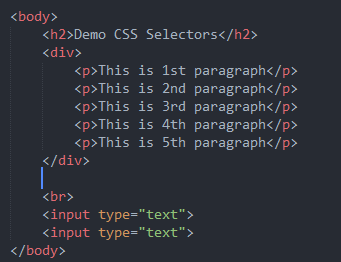 <body>
    <h2>Demo CSS Selectors</h2>
    <div>
        <p>This is 1st paragraph</p>
        <p>This is 2nd paragraph</p>
        <p>This is 3rd paragraph</p>
        <p>This is 4th paragraph</p>
        <p>This is 5th paragraph</p>
    </div>
    <br>
    <input type="text">
    <input type="text">
</body>